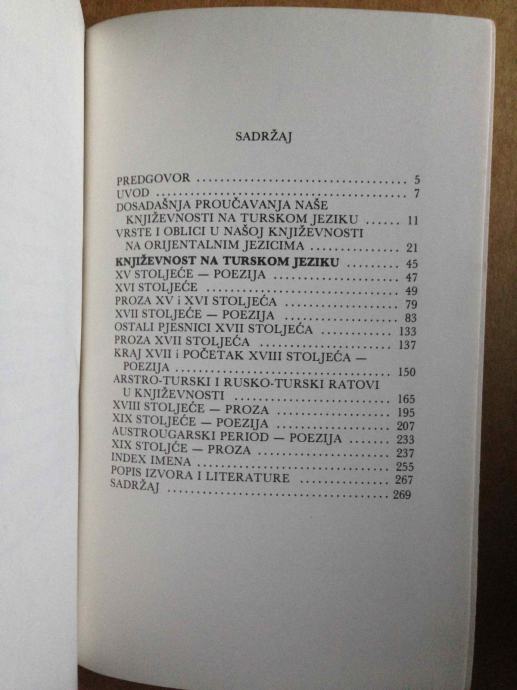 SADRŽAJ
PREDGOVOR ................................ 5
UVOD ........................................ 7
DOSADAŠNJA PROUČAVANJA NAŠE
KNJIŽEVNOSTI NA TURSKOM JEZIKU ...... 11
VRSTE I OBLICI U NAŠOJ KNJIŽEVNOSTI
NA ORIJENTALNIM JEZICIMA ............ 21
KNJIŽEVNOST NA TURSKOM JEZIKU ......... 45
XV STOLJEĆE — POEZIJA ..................... 47
XVI STOLJEĆE ............................... 49
PROZA XV i XVI STOLJEĆA .................. 79
XVII STOLJEĆE — POEZIJA ................... 83
OSTALI PJESNICI XVII STOLJEĆA ............ 133
PROZA XVII STOLJEĆA ...................... 137
KRAJ XVII i POČETAK XVIII STOLJEĆA —
POEZIJA .................................. 150
ARSTRO-TURSKI I RUSKO-TURSKI RATOVI
U KNJIŽEVNOSTI ......................... 165
XVIII STOLJEĆE — PROZA ................... 195
XIX STOLJEĆE — POEZIJA ................... 207
AUSTROUGARSKI PERIOD — POEZIJA ........ 233
XIX STOLJĆE — PROZA ..................... 237
INDEX IMENA ............................... 255
POPIS IZVORA I LITERATURE ............... 267
SADRŽAJ .................................... 269